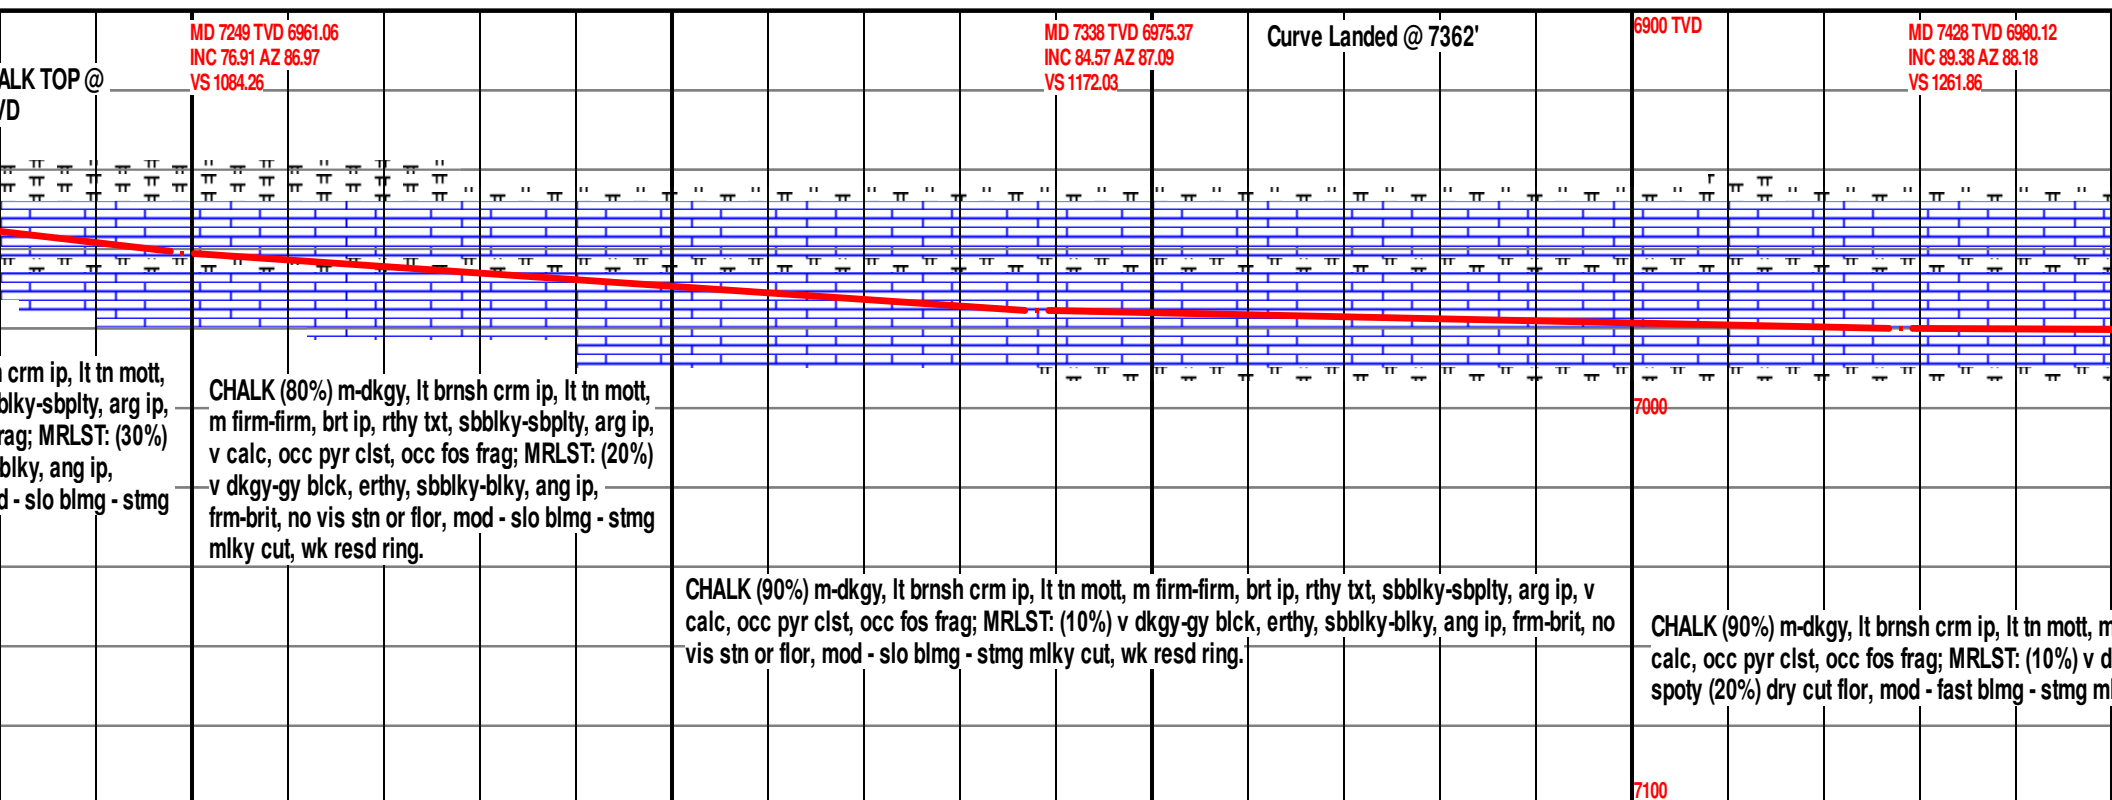 MD 7249 TVD 6961.06
INC 76.91 AZ 86.97
VS 1084.26
MD 7338 TVD 6975.37
INC 84.57 AZ 87.09
VS 1172.03
Curve Landed @ 7362'
6900 TVD
MD 7428 TVD 6980.12
INC 89.38 AZ 88.18
VS 1261.86
ALK TOP @
VD
crm ip, lt tn mott,
blky-sbplty, arg ip,
rag; MRLST: (30%)
blky, ang ip,
d - slo blmg - stmg
CHALK (80%) m-dkgy, lt brnsh crm ip, lt tn mott,
m firm-firm, brt ip, rthy txt, sbblky-sbplty, arg ip,
v calc, occ pyr clst, occ fos frag; MRLST: (20%)
v dkgy-gy blck, erthy, sbblky-blky, ang ip,
frm-brit, no vis stn or flor, mod - slo blmg - stmg
mlky cut, wk resd ring.
7000
CHALK (90%) m-dkgy, lt brnsh crm ip, lt tn mott, m firm-firm, brt ip, rthy txt, sbblky-sbplty, arg ip, v
calc, occ pyr clst, occ fos frag; MRLST: (10%) v dkgy-gy blck, erthy, sbblky-blky, ang ip, frm-brit, no
vis stn or flor, mod - slo blmg - stmg mlky cut, wk resd ring.
CHALK (90%) m-dkgy, lt brnsh crm ip, lt tn mott, m
calc, occ pyr clst, occ fos frag; MRLST: (10%) v d
spoty (20%) dry cut flor, mod - fast blmg - stmg ml
7100